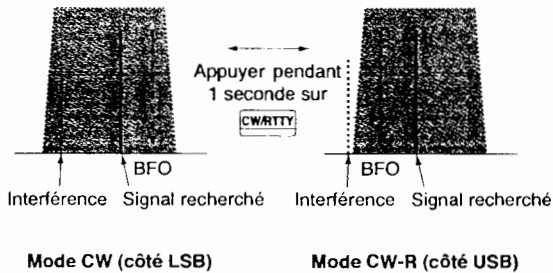 Appuyer pendant
1 seconde sur
CW/RTTY
BFO
BFO
Interférence Signal recherché
Interférence Signal recherché
Mode CW (côté LSB)
Mode CW-R (côté USB)